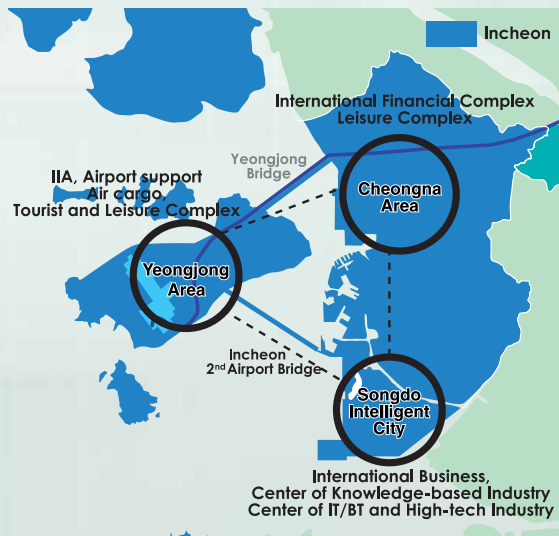 Incheon
International Financial Complex
Leisure Complex
Yeongjong
Bridge
IIA, Airport support
Air cargo,
Tourist and Leisure Complex
Cheongna
Area
Yeongjong
Area
Incheon
2nd Airport Bridge
Songdo
Intelligent
City
International Business,
Center of Knowledge-based Industry
Center of IT/BT and High-tech Industry